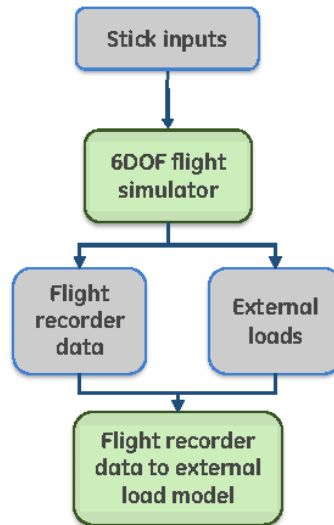 Stick inputs
6DOF flight
simulator
Flight
recorder
data
External
loads
Flight recorder
data to external
load model